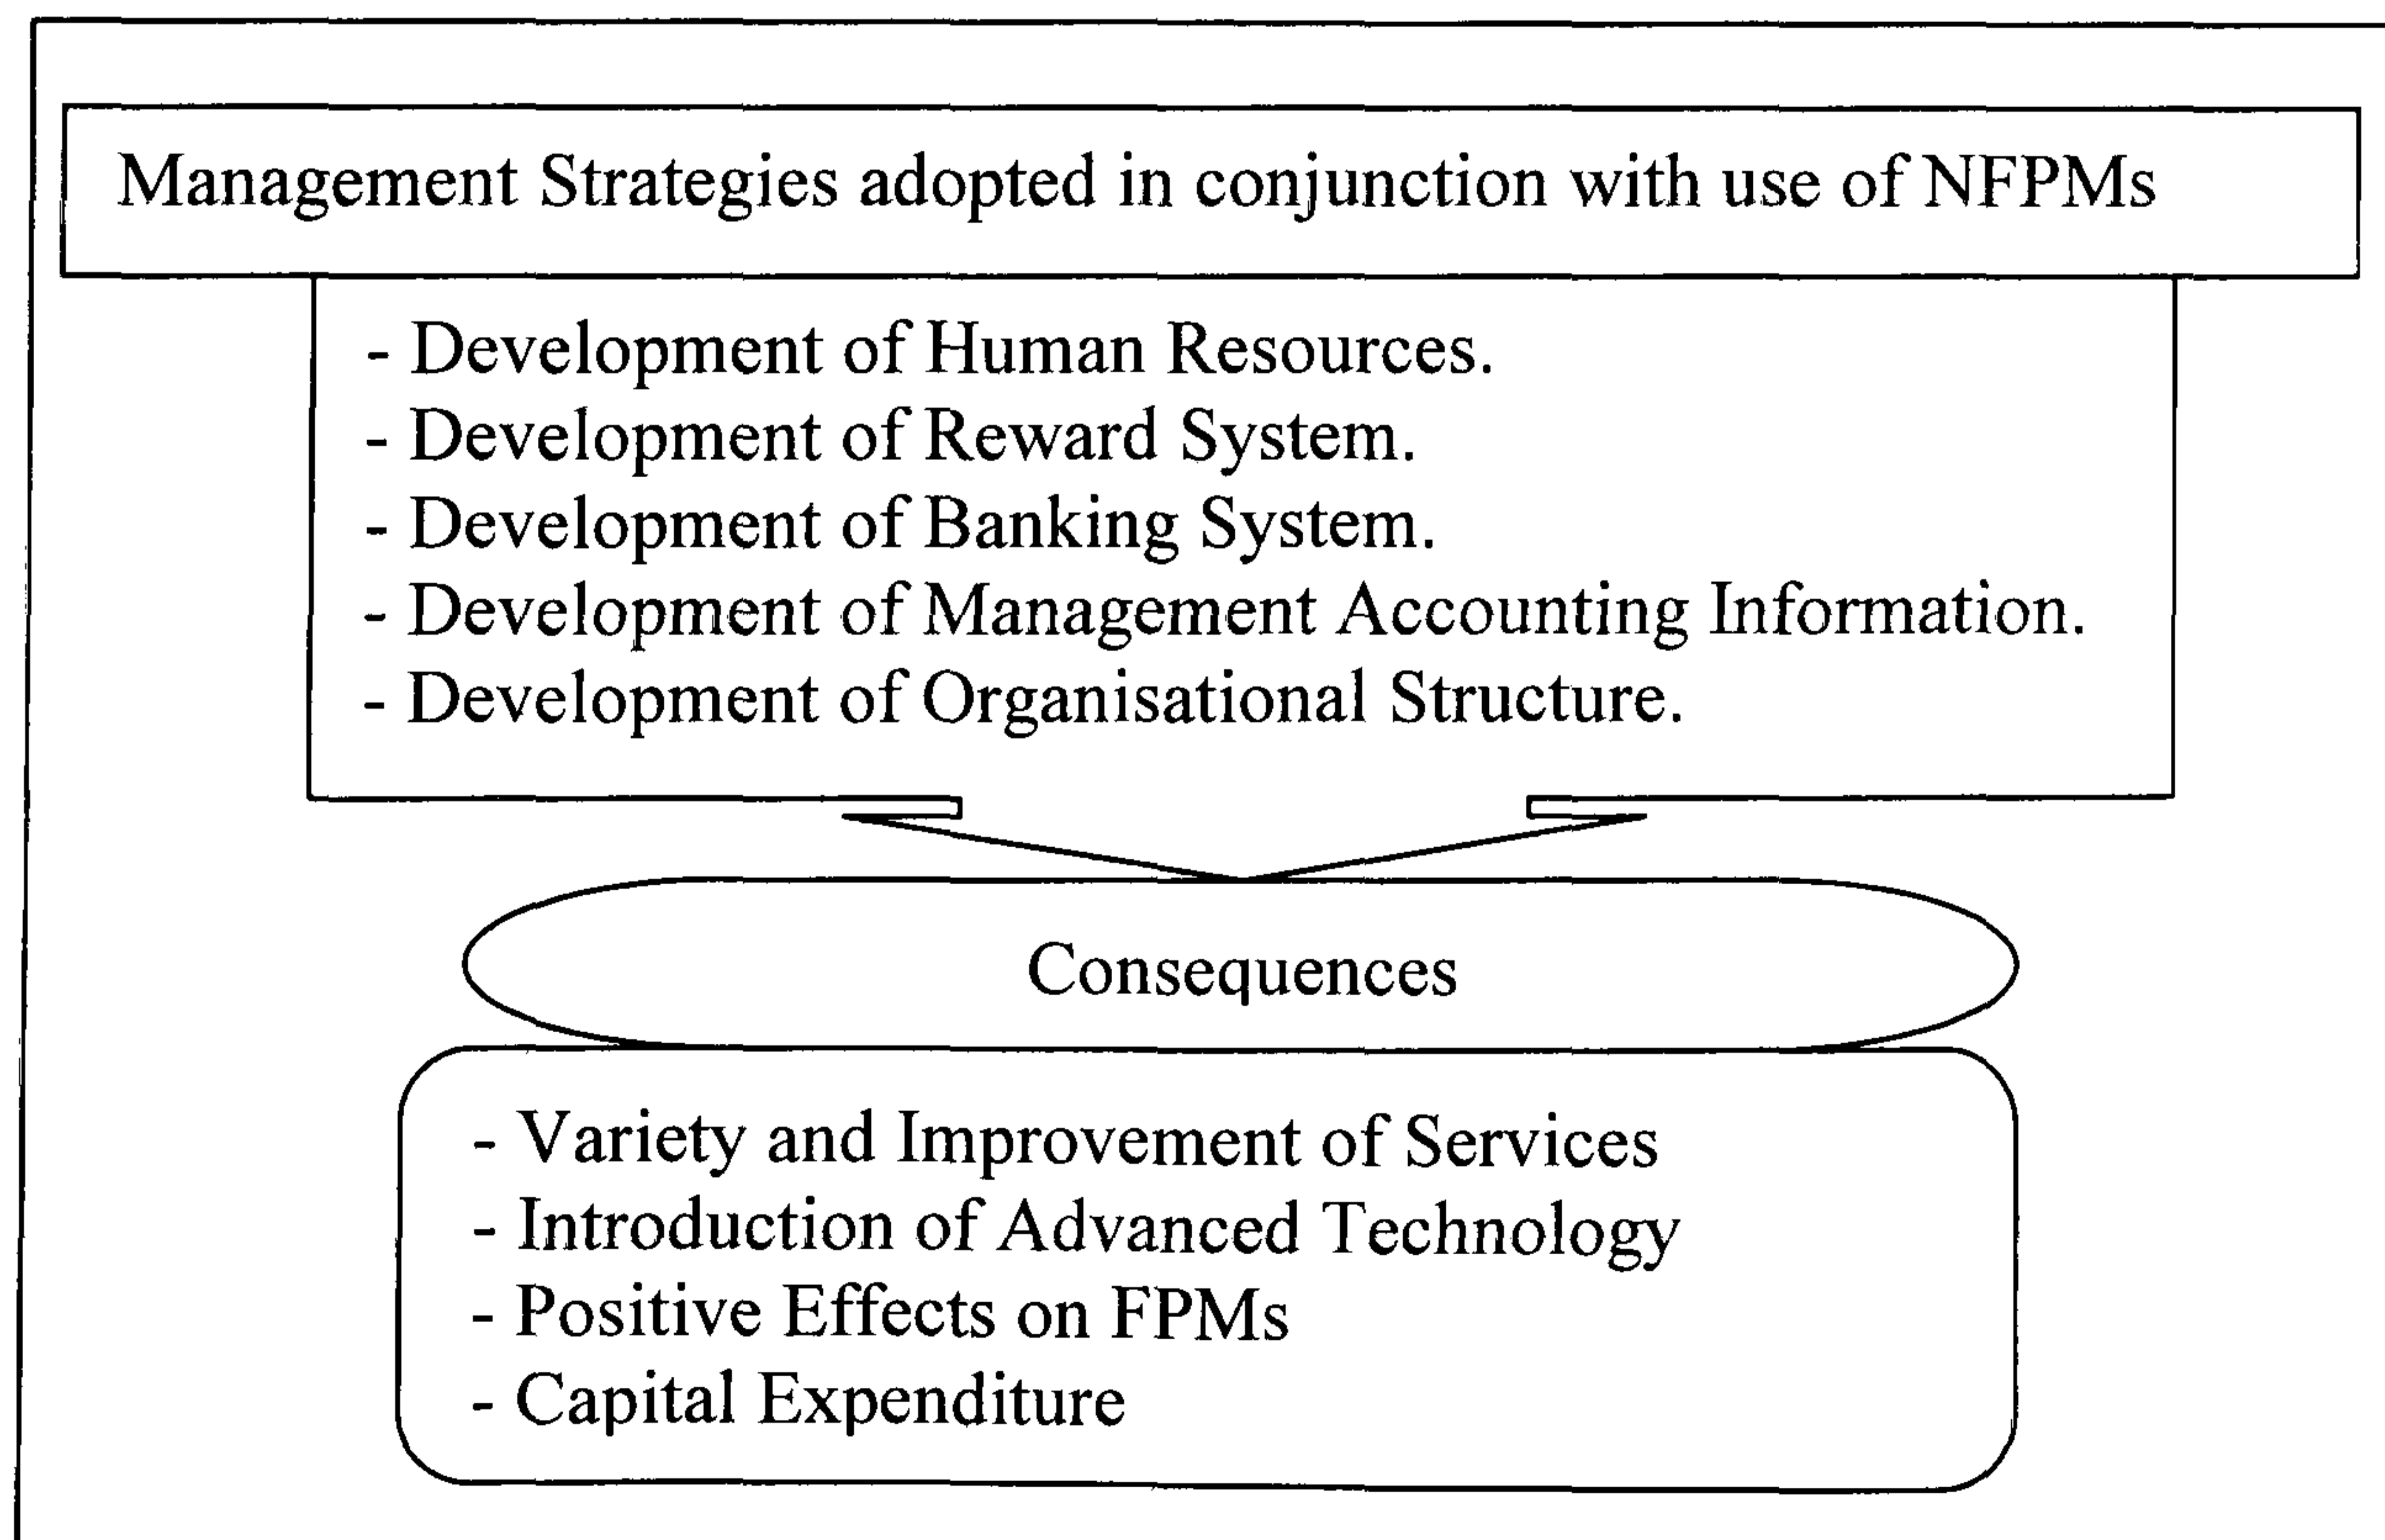 Management Strategies adopted in conjunction with use of NFPMs
- Development of Human Resources.
- Development of Reward System.
- Development of Banking System.
- Development of Management Accounting Information.
- Development of Organisational Structure.
Consequences
- Variety and Improvement of Services
- Introduction of Advanced Technology
- Positive Effects on FPMs
- Capital Expenditure